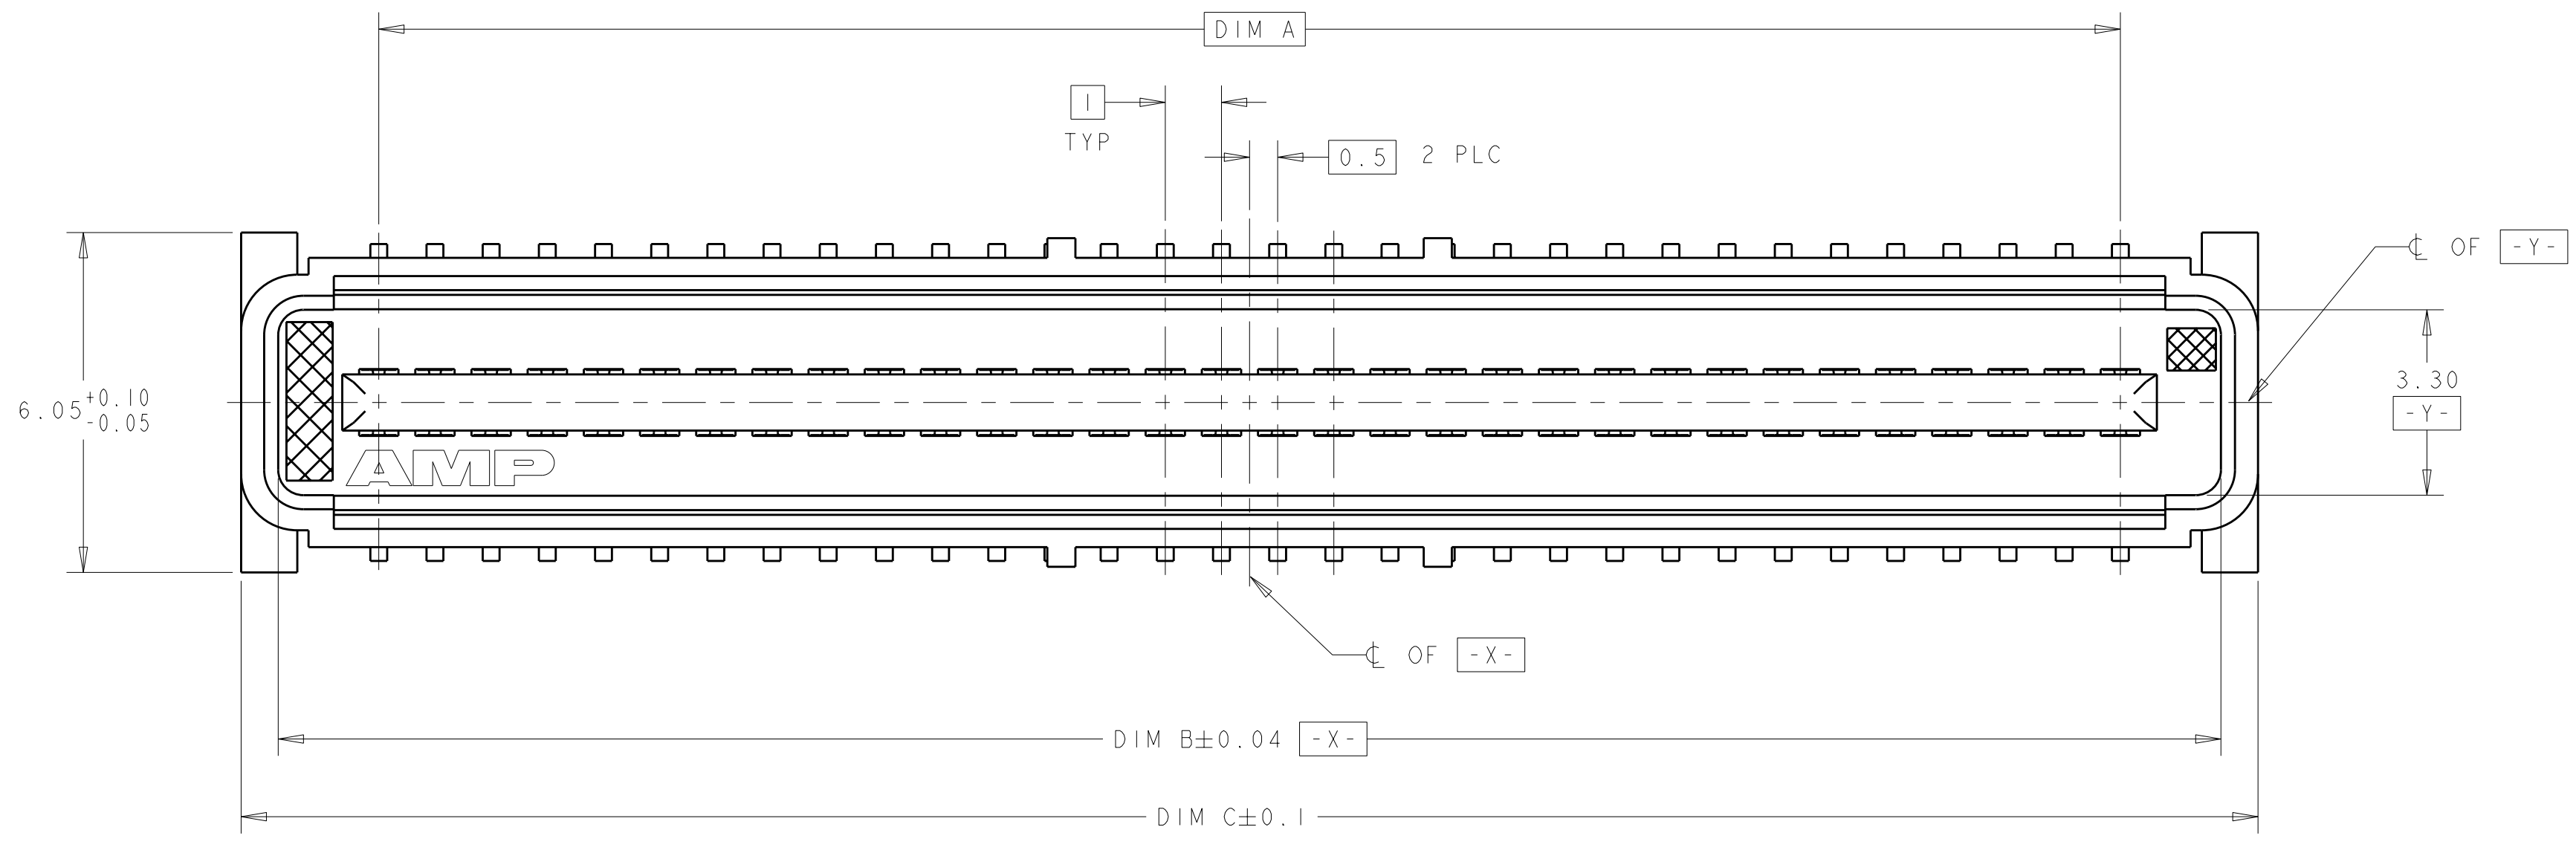 DIM A
1
TYP
0.5 2 PLC
℄ OF -Y-
6.05 +0.10
-0.05
3.30
-Y-
AMP
℄ OF -X-
DIM B±0.04 -X-
DIM C±0.1